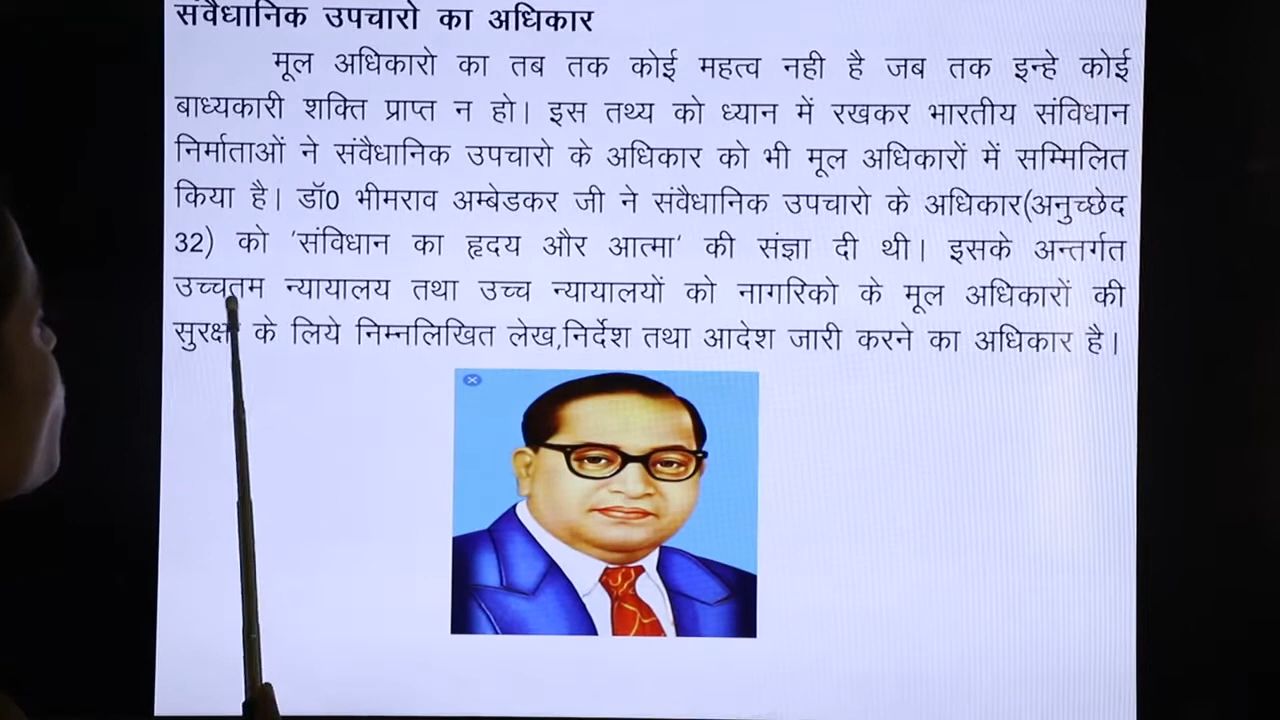 संवैधानिक उपचारो का अधिकार
मूल अधिकारो का तब तक कोई महत्व नही है जब तक इन्हे कोई
बाध्यकारी शक्ति प्राप्त न हो। इस तथ्य को ध्यान में रखकर भारतीय संविधान
निर्माताओं ने संवैधानिक उपचारो के अधिकार को भी मूल अधिकारों में सम्मिलित
किया है। डॉ0 भीमराव अम्बेडकर जी ने संवैधानिक उपचारो के अधिकार(अनुच्छेद
32) को 'संविधान का हृदय और आत्मा' की संज्ञा दी थी। इसके अन्तर्गत
उच्चतम न्यायालय तथा उच्च न्यायालयों को नागरिको के मूल अधिकारों की
सुरक्षा के लिये निम्नलिखित लेख,निर्देश तथा आदेश जारी करने का अधिकार है।